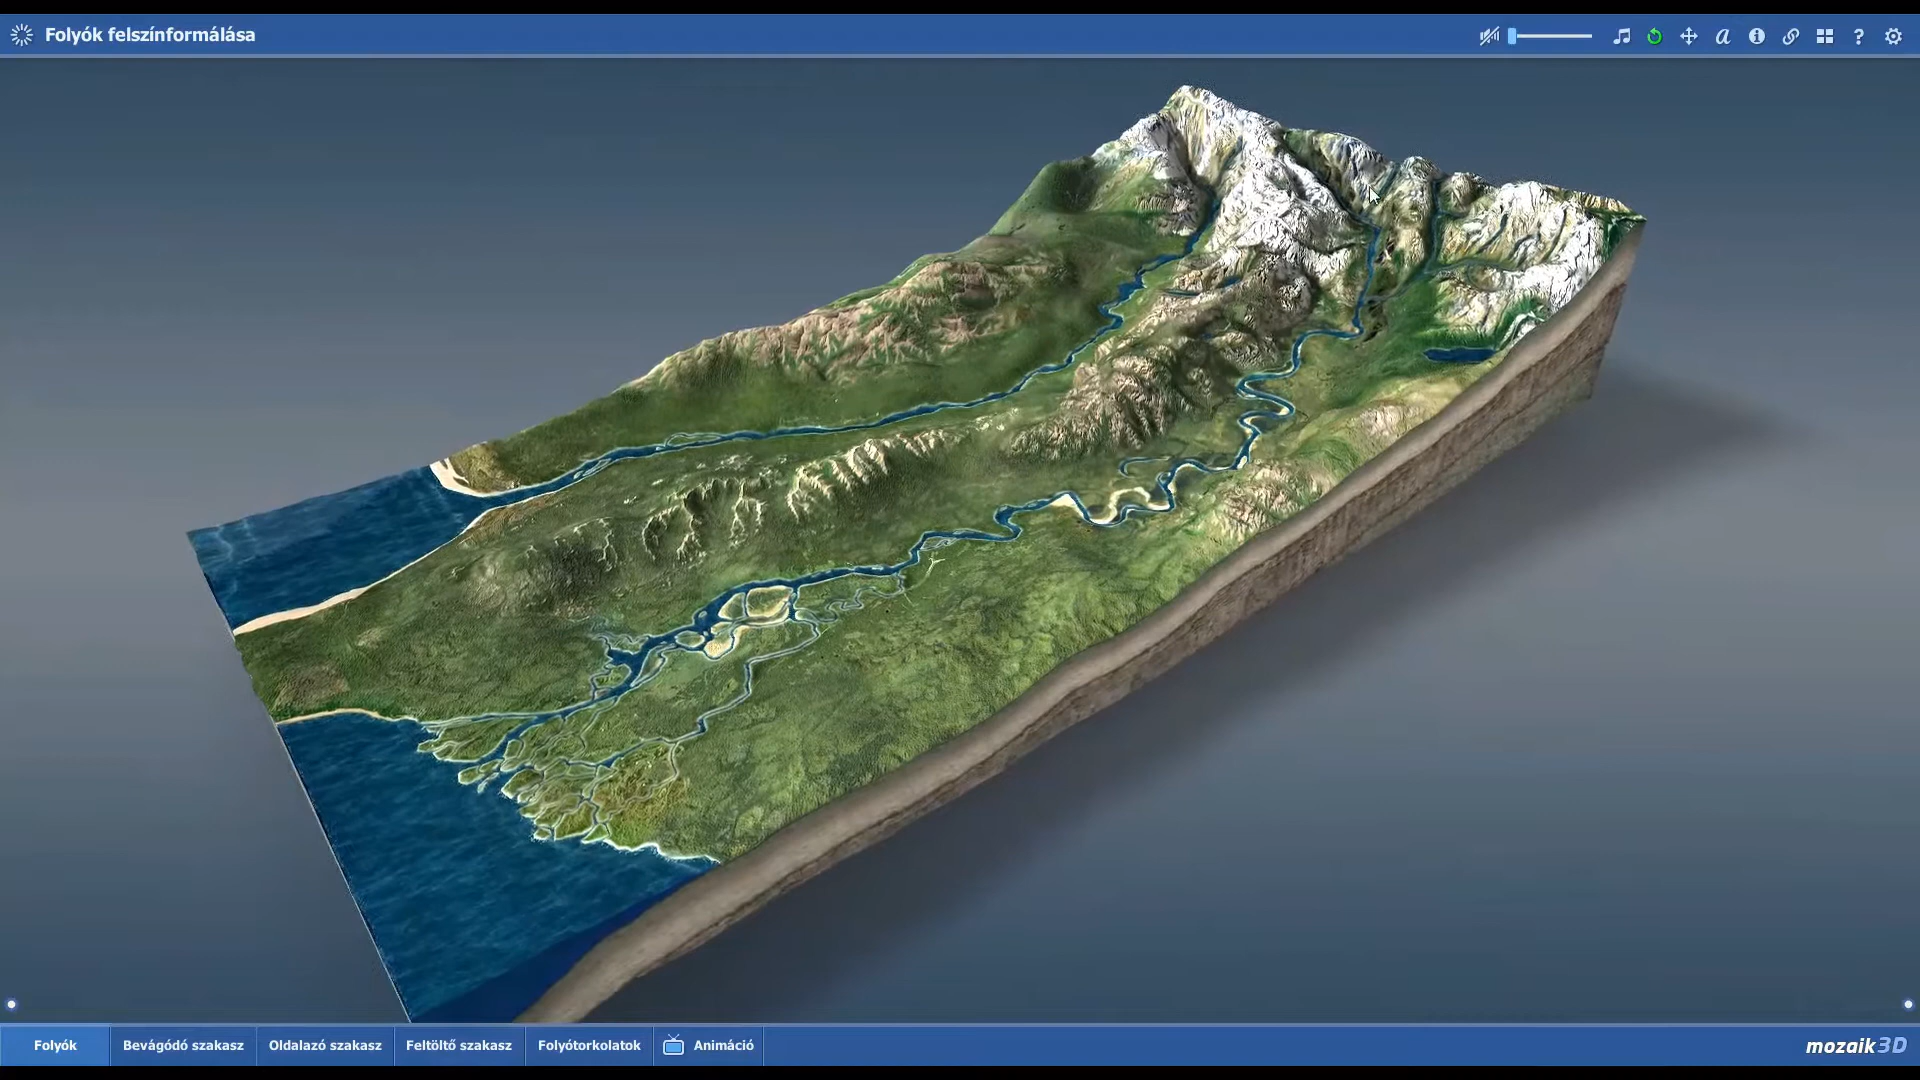 Folyók felszínformálása
Folyók
Bevágódó szakasz
Oldalazó szakasz
Feltöltő szakasz
Folyótorkolatok
Animáció
mozaik3D